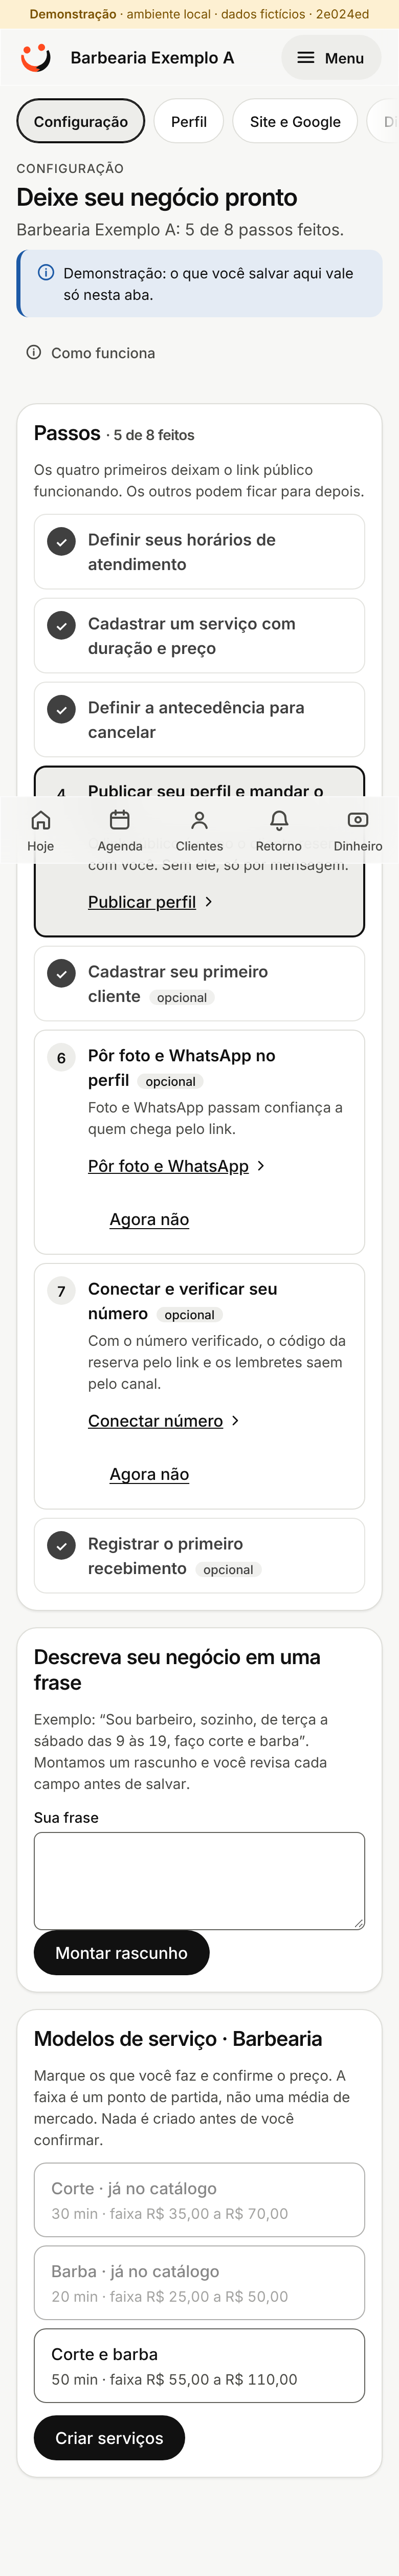 Demonstração · ambiente local · dados fictícios · 2e024ed
Barbearia Exemplo A
Menu
Configuração
Perfil
Site e Google
CONFIGURAÇÃO
Deixe seu negócio pronto
Barbearia Exemplo A: 5 de 8 passos feitos.
Demonstração: o que você salvar aqui vale
só nesta aba.
Como funciona
Passos · 5 de 8 feitos
Os quatro primeiros deixam o link público
funcionando. Os outros podem ficar para depois.
Definir seus horários de
atendimento
Cadastrar um serviço com
duração e preço
Definir a antecedência para
cancelar
4
Publicar seu perfil e mandar o
Hoje
Agenda
Clientes
Retorno
Dinheiro
com você. Sem ele, só por mensagem.
Publicar perfil
Cadastrar seu primeiro
cliente opcional
6
Pôr foto e WhatsApp no
perfil opcional
Foto e WhatsApp passam confiança a
quem chega pelo link.
Pôr foto e WhatsApp
Agora não
7
Conectar e verificar seu
número opcional
Com o número verificado, o código da
reserva pelo link e os lembretes saem
pelo canal.
Conectar número
Agora não
Registrar o primeiro
recebimento opcional
Descreva seu negócio em uma
frase
Exemplo: “Sou barbeiro, sozinho, de terça a
sábado das 9 às 19, faço corte e barba”.
Montamos um rascunho e você revisa cada
campo antes de salvar.
Sua frase
Montar rascunho
Modelos de serviço · Barbearia
Marque os que você faz e confirme o preço. A
faixa é um ponto de partida, não uma média de
mercado. Nada é criado antes de você
confirmar.
Corte · já no catálogo
30 min · faixa R$ 35,00 a R$ 70,00
Barba · já no catálogo
20 min · faixa R$ 25,00 a R$ 50,00
Corte e barba
50 min · faixa R$ 55,00 a R$ 110,00
Criar serviços